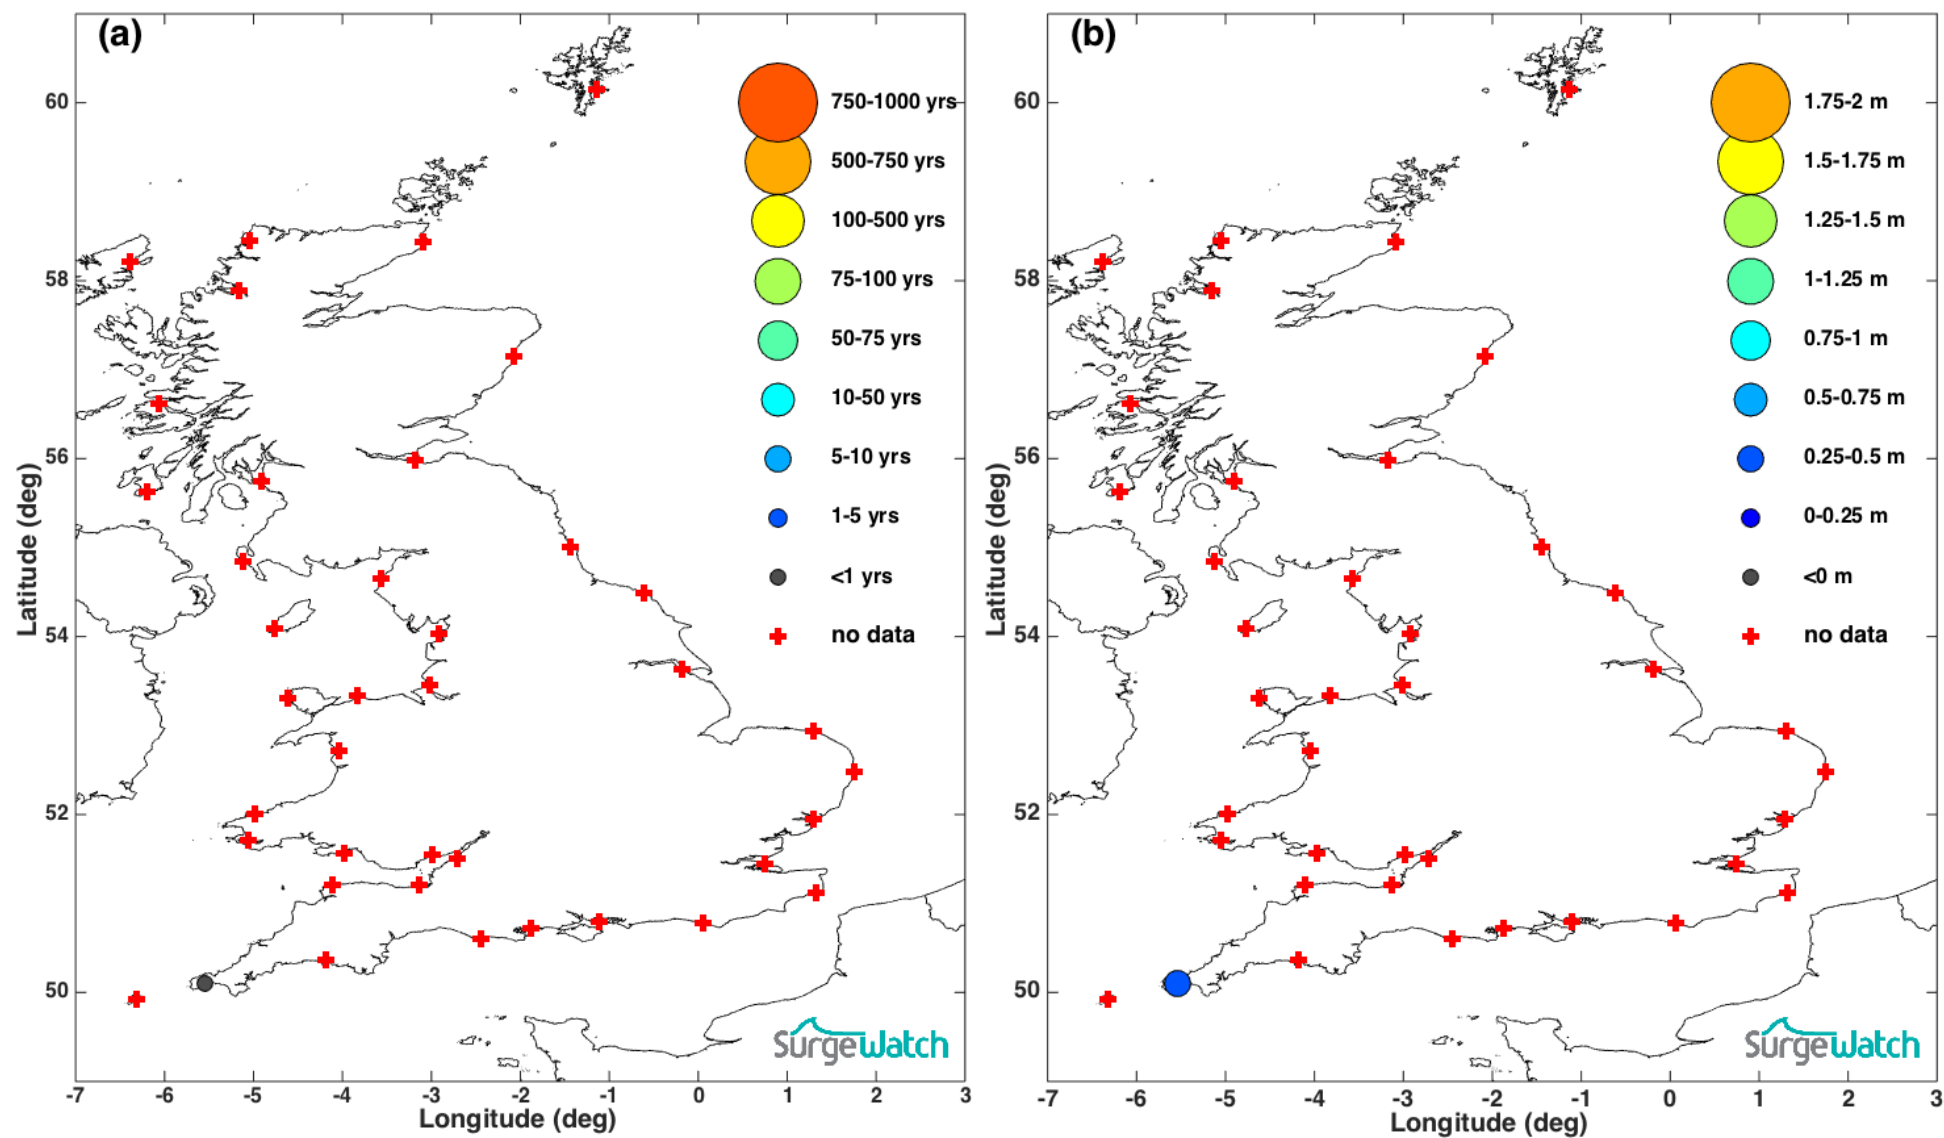 (a)
750-1000 yrs
500-750 yrs
100-500 yrs
75-100 yrs
50-75 yrs
10-50 yrs
5-10 yrs
1-5 yrs
<1 yrs
no data
60
58
56
54
52
50
Latitude (deg)
-7 -6 -5 -4 -3 -2 -1 0 1 2 3
Longitude (deg)
SurgeWatch
(b)
1.75-2 m
1.5-1.75 m
1.25-1.5 m
1-1.25 m
0.75-1 m
0.5-0.75 m
0.25-0.5 m
0-0.25 m
<0 m
no data
60
58
56
54
52
50
Latitude (deg)
-7 -6 -5 -4 -3 -2 -1 0 1 2 3
Longitude (deg)
SurgeWatch